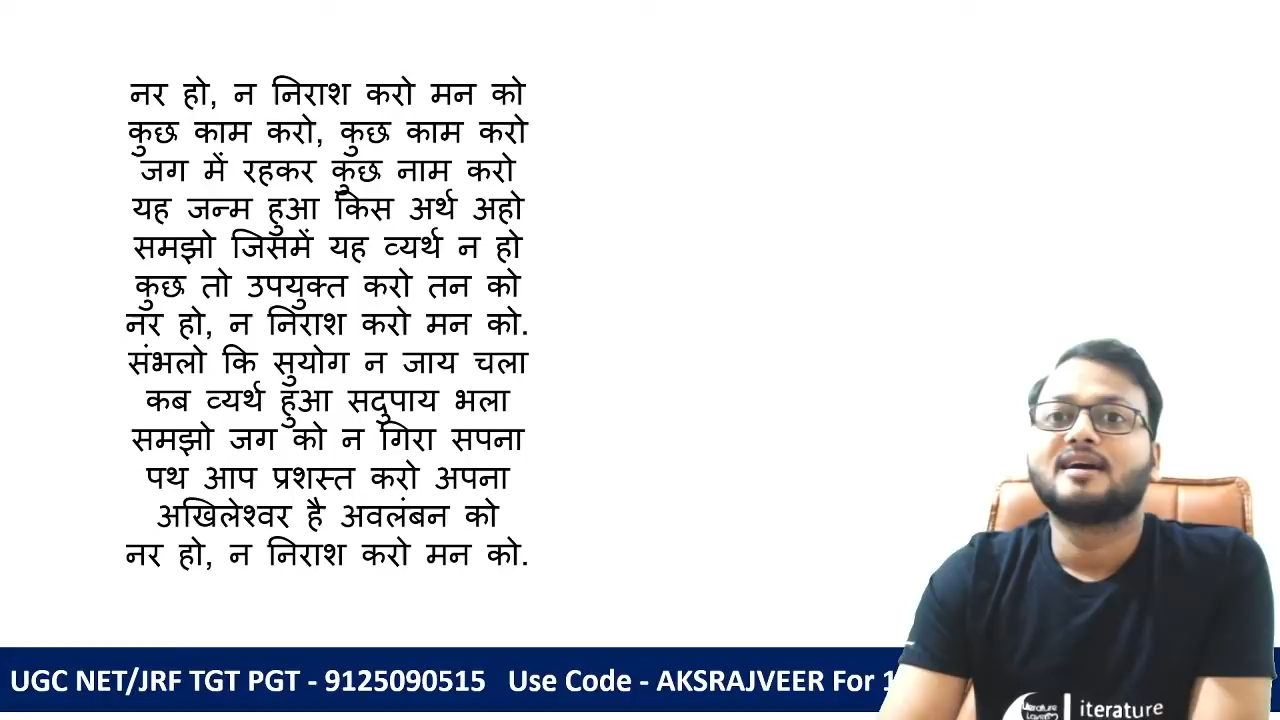 नर हो, न निराश करो मन को
कुछ काम करो, कुछ काम करो
जग में रहकर कुछ नाम करो
यह जन्म हुआ किस अर्थ अहो
समझो जिसमें यह व्यर्थ न हो
कुछ तो उपयुक्त करो तन को
नर हो, न निराश करो मन को.
संभलो कि सुयोग न जाय चला
कब व्यर्थ हुआ सदुपाय भला
समझो जग को न गिरा सपना
पथ आप प्रशस्त करो अपना
अखिलेश्वर है अवलंबन को
नर हो, न निराश करो मन को.
UGC NET/JRF TGT PGT - 9125090515 Use Code - AKSRAJVEER For 1
Literature
Lover
iterature